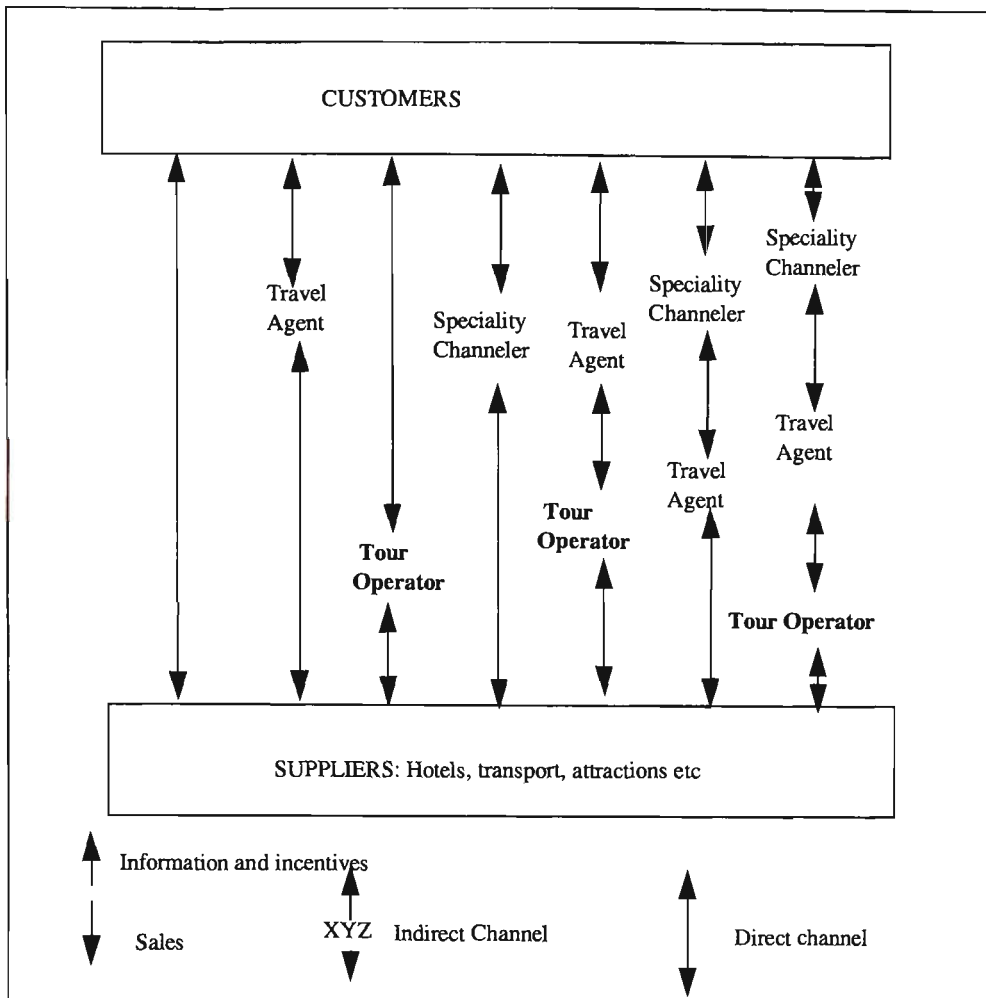 CUSTOMERS
Travel
Agent
Tour
Operator
Speciality
Channeler
Travel
Agent
Tour
Operator
Speciality
Channeler
Travel
Agent
Speciality
Channeler
Travel
Agent
Tour Operator
SUPPLIERS: Hotels, transport, attractions etc
Information and incentives
Sales
XYZ Indirect Channel
Direct channel